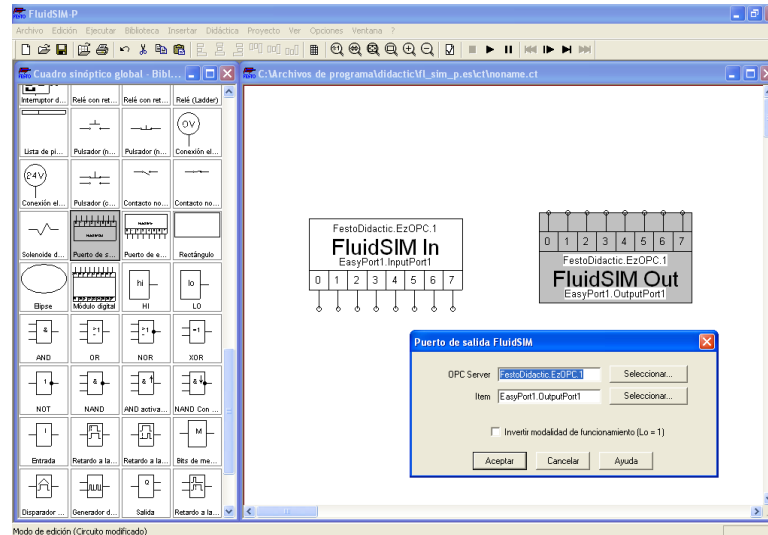 FluidSIM-P
Archivo Edición Ejecutar Biblioteca Insertar Didáctica Proyecto Ver Opciones Ventana ?
Cuadro sinóptico global - Bibl...
C:\Archivos de programa\didactic\fl_sim_p.es\ct\noname.ct
Interruptor d... Relé con ret... Relé con ret... Relé (Ladder)
0V
Lista de pi... Pulsador (n... Pulsador (n... Conexión el...
24V
Conexión el... Pulsador (c... Contacto no... Contacto no...
Solenoide d... Puerto de s... Puerto de e... Rectángulo
hi lo
Elipse Módulo digital HI LO
& >1 >1 =1
AND OR NOR XOR
1 & & &
NOT NAND AND activa... NAND Con ...
I M
Entrada Retardo a la... Retardo a la... Bits de me...
Q
Disparador ... Generador d... Salida Retardo a la...
FestoDidactic.EzOPC.1
FluidSIM In
EasyPort1.InputPort1
0 1 2 3 4 5 6 7
0 1 2 3 4 5 6 7
FestoDidactic.EzOPC.1
FluidSIM Out
EasyPort1.OutputPort1
Puerto de salida FluidSIM
OPC Server FestoDidactic.EzOPC.1 Seleccionar...
Item EasyPort1.OutputPort1 Seleccionar...
Invertir modalidad de funcionamiento (Lo = 1)
Aceptar Cancelar Ayuda
Modo de edición (Circuito modificado)